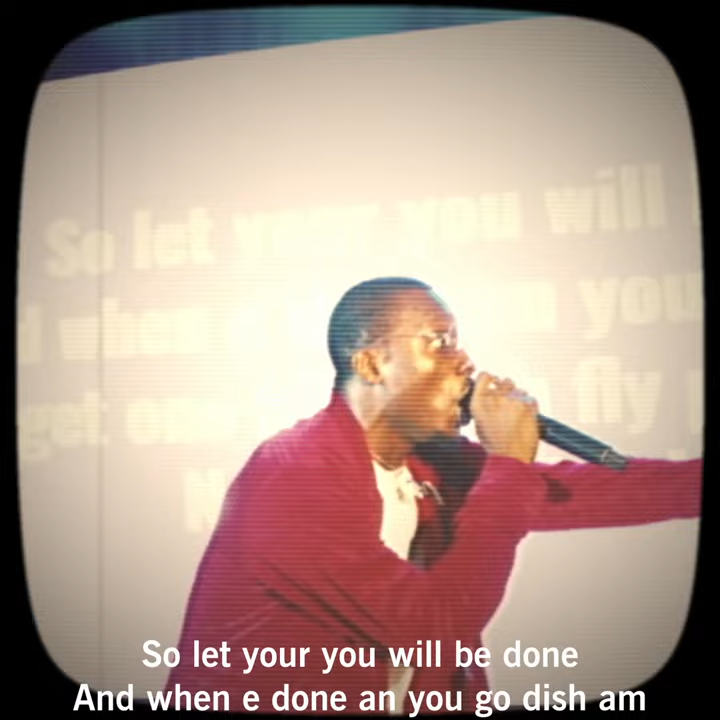 So let your you will
when you
get fly
So let your you will be done
And when e done an you go dish am